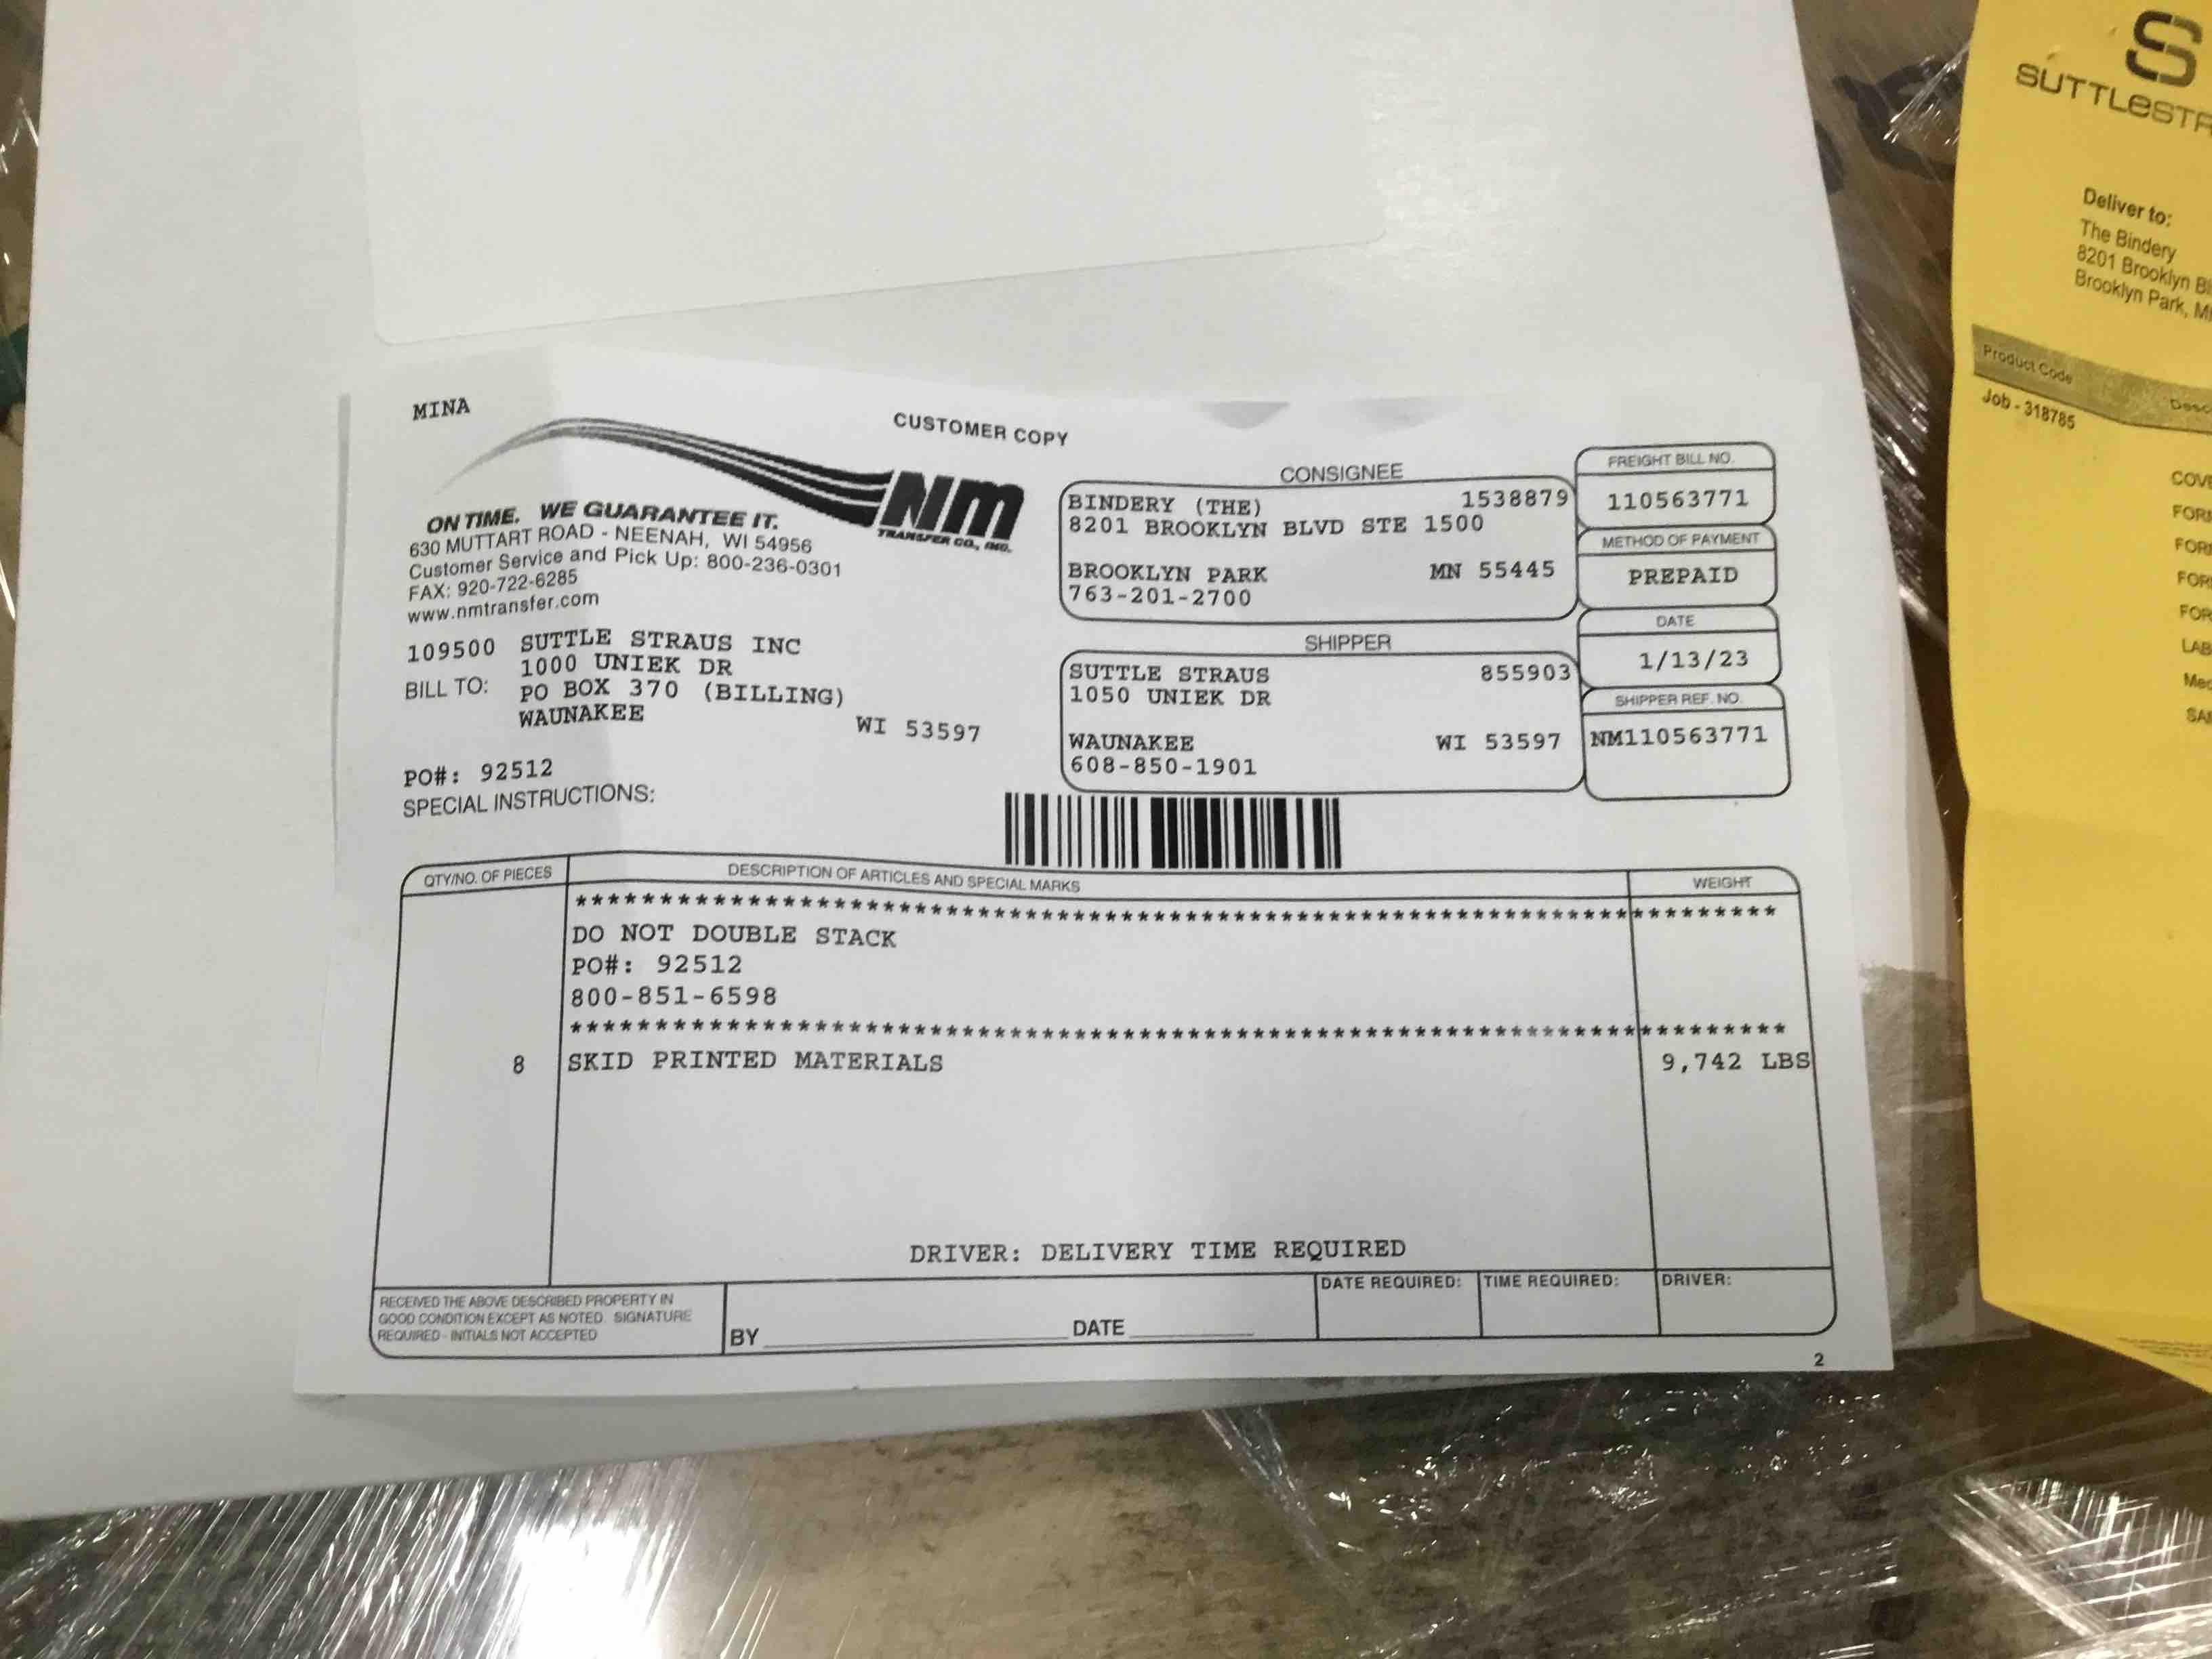 MINA
CUSTOMER COPY
Nm
TRANSFER CO., INC.
ON TIME. WE GUARANTEE IT.
630 MUTTART ROAD - NEENAH, WI 54956
Customer Service and Pick Up: 800-236-0301
FAX: 920-722-6285
www.nmtransfer.com
109500 SUTTLE STRAUS INC
1000 UNIEK DR
BILL TO: PO BOX 370 (BILLING)
WAUNAKEE WI 53597
PO#: 92512
SPECIAL INSTRUCTIONS:
CONSIGNEE
BINDERY (THE) 1538879
8201 BROOKLYN BLVD STE 1500
BROOKLYN PARK MN 55445
763-201-2700
SHIPPER
SUTTLE STRAUS 855903
1050 UNIEK DR
WAUNAKEE WI 53597
608-850-1901
FREIGHT BILL NO.
110563771
METHOD OF PAYMENT
PREPAID
DATE
1/13/23
SHIPPER REF. NO.
NM110563771
QTY/NO. OF PIECES DESCRIPTION OF ARTICLES AND SPECIAL MARKS WEIGHT
DO NOT DOUBLE STACK
PO#: 92512
800-851-6598
8 SKID PRINTED MATERIALS 9,742 LBS
DRIVER: DELIVERY TIME REQUIRED
RECEIVED THE ABOVE DESCRIBED PROPERTY IN
GOOD CONDITION EXCEPT AS NOTED. SIGNATURE
REQUIRED - INITIALS NOT ACCEPTED
BY DATE
DATE REQUIRED: TIME REQUIRED: DRIVER:
2
Deliver to:
The Bindery
8201 Brooklyn
Brooklyn Park,
Product Code
Job - 318785